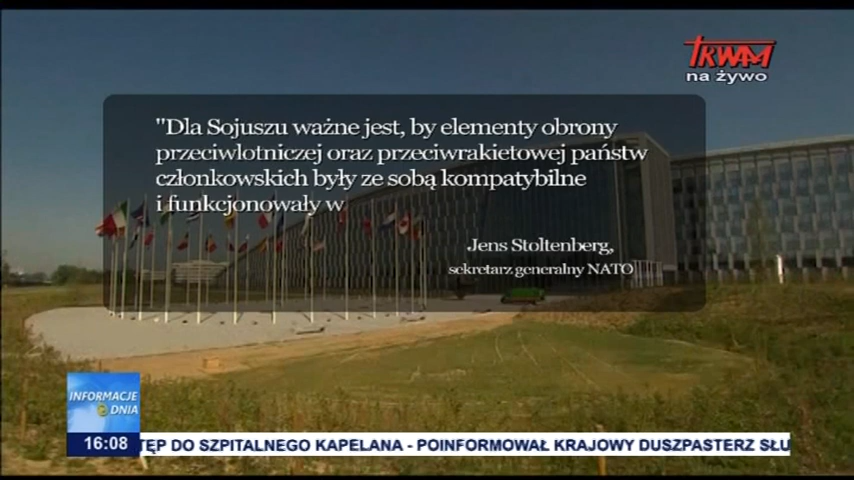 TRWAM
na żywo
"Dla Sojuszu ważne jest, by elementy obrony
przeciwlotniczej oraz przeciwrakietowej państw
członkowskich były ze sobą kompatybilne
i funkcjonowały w
Jens Stoltenberg,
sekretarz generalny NATO
INFORMACJE
DNIA
16:08
TĘP DO SZPITALNEGO KAPELANA - POINFORMOWAŁ KRAJOWY DUSZPASTERZ SŁU